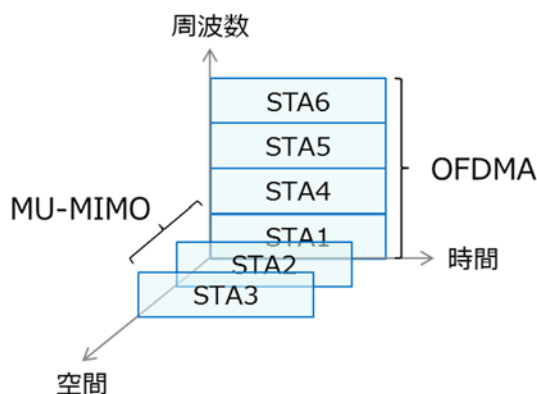 周波数
STA6
STA5
OFDMA
STA4
MU-MIMO
STA1
STA2
時間
STA3
空間